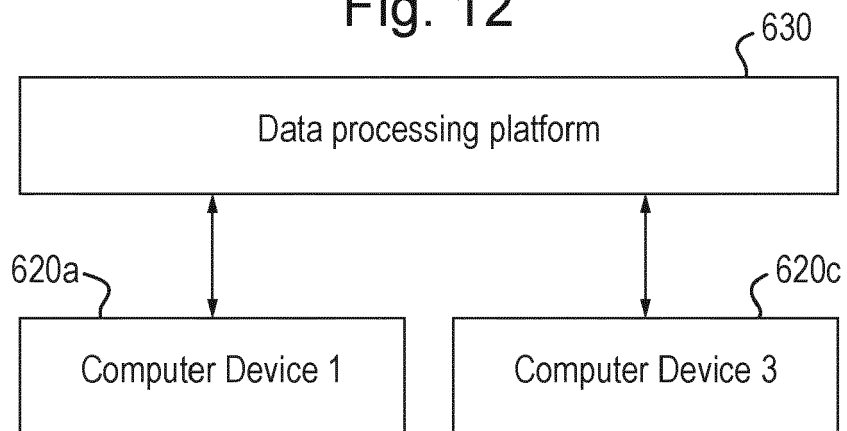 Fig. 12
630
Data processing platform
620a
620c
Computer Device 1
Computer Device 3